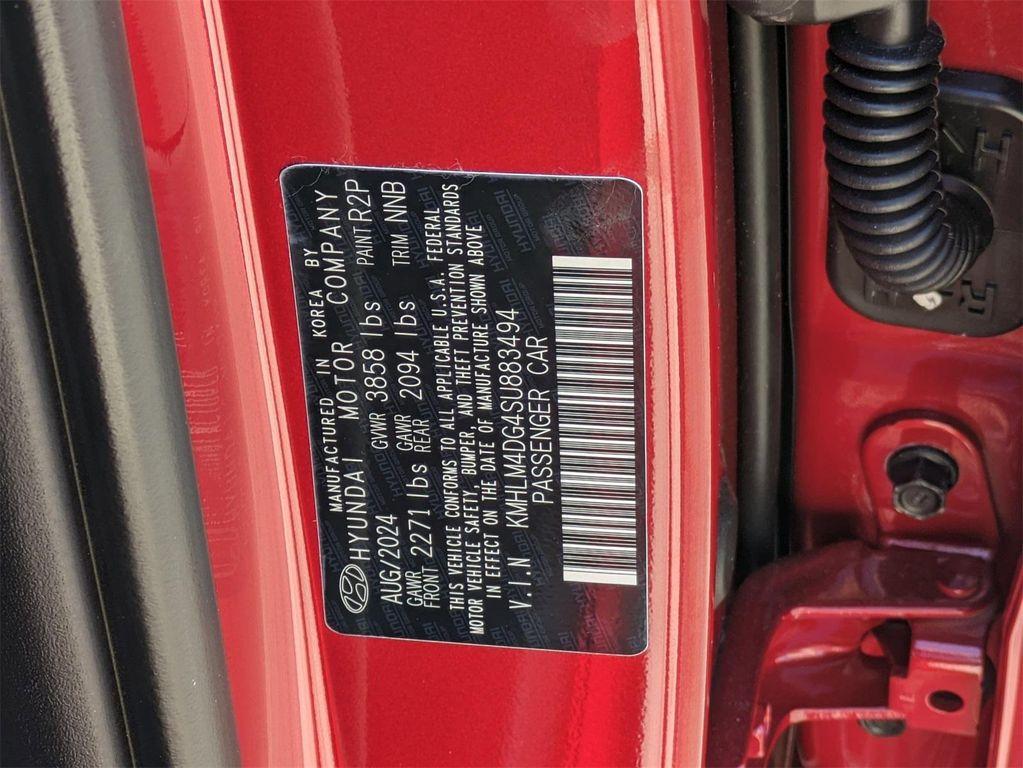 MANUFACTURED IN KOREA BY
HYUNDAI MOTOR COMPANY
AUG/2024 GVWR 3858 lbs PAINT R2P
GAWR FRONT 2271 lbs GAWR REAR 2094 lbs TRIM NNB
THIS VEHICLE CONFORMS TO ALL APPLICABLE U.S.A. FEDERAL
MOTOR VEHICLE SAFETY, BUMPER, AND THEFT PREVENTION STANDARDS
IN EFFECT ON THE DATE OF MANUFACTURE SHOWN ABOVE
V.I.N KMHLM4DG4SU883494
PASSENGER CAR
H
R